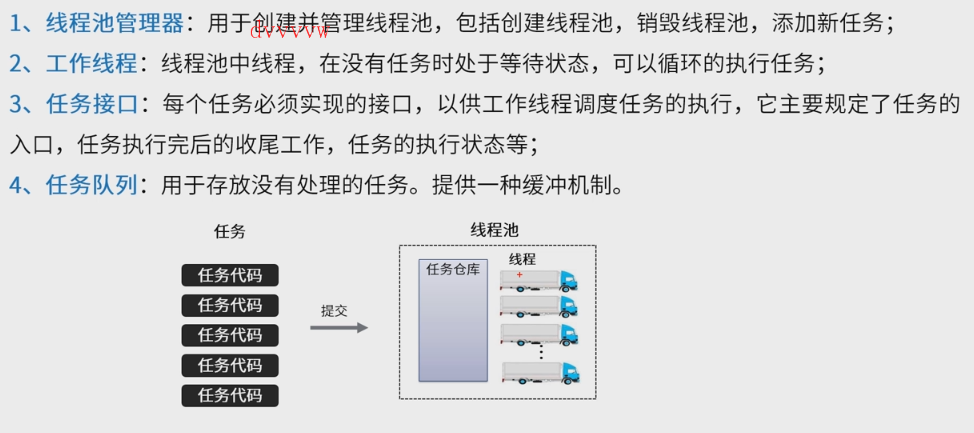 1、线程池管理器：用于创建并管理线程池，包括创建线程池，销毁线程池，添加新任务；
2、工作线程：线程池中线程，在没有任务时处于等待状态，可以循环的执行任务；
3、任务接口：每个任务必须实现的接口，以供工作线程调度任务的执行，它主要规定了任务的
入口，任务执行完后的收尾工作，任务的执行状态等；
4、任务队列：用于存放没有处理的任务。提供一种缓冲机制。
任务
线程池
任务仓库
线程
任务代码
任务代码
提交
任务代码
任务代码
任务代码